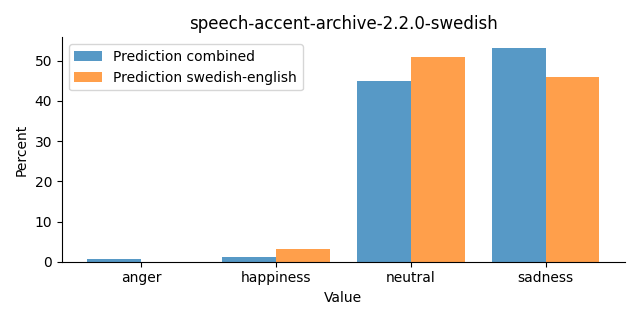 speech-accent-archive-2.2.0-swedish
Prediction combined
Prediction swedish-english
Percent
50
40
30
20
10
0
anger
happiness
neutral
sadness
Value